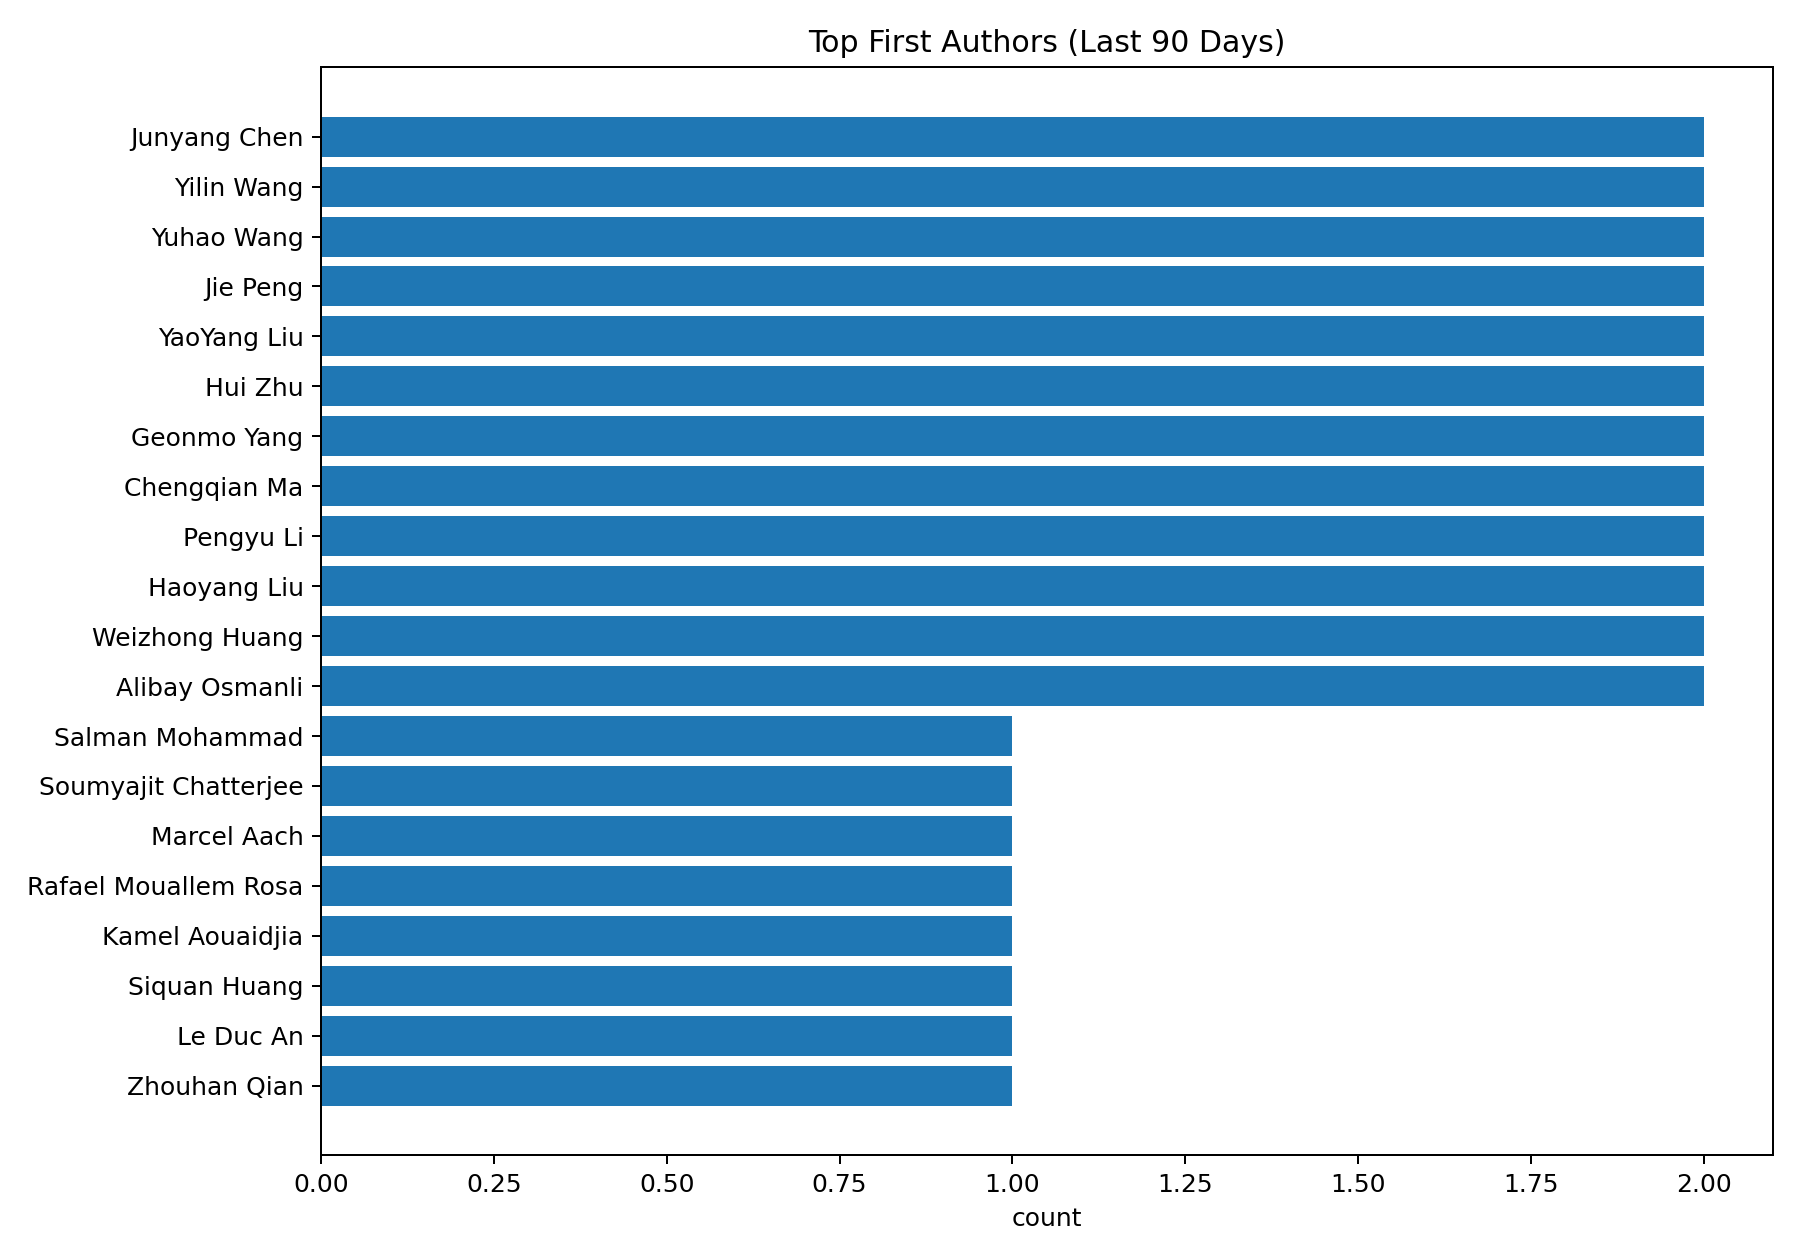 Top First Authors (Last 90 Days)
Junyang Chen
Yilin Wang
Yuhao Wang
Jie Peng
YaoYang Liu
Hui Zhu
Geonmo Yang
Chengqian Ma
Pengyu Li
Haoyang Liu
Weizhong Huang
Alibay Osmanli
Salman Mohammad
Soumyajit Chatterjee
Marcel Aach
Rafael Mouallem Rosa
Kamel Aouaidjia
Siquan Huang
Le Duc An
Zhouhan Qian
0.00 0.25 0.50 0.75 1.00 1.25 1.50 1.75 2.00
count